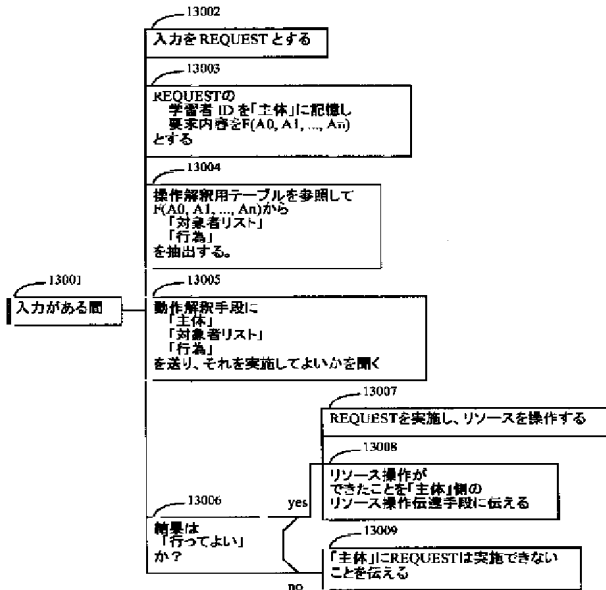 13002
入力をREQUESTとする
13003
REQUESTの
学習者IDを「主体」に記憶し
要求内容をF(A0, A1, ..., An)
とする
13004
操作解釈用テーブルを参照して
F(A0, A1, ..., An)から
「対象者リスト」
「行為」
を抽出する。
13001
入力がある間
13005
動作解釈手段に
「主体」
「対象者リスト」
「行為」
を送り、それを実施してよいかを聞く
13006
結果は
「行ってよい」
か?
yes
13007
REQUESTを実施し、リソースを操作する
13008
リソース操作が
できたことを「主体」側の
リソース操作伝達手段に伝える
no
13009
「主体」にREQUESTは実施できない
ことを伝える